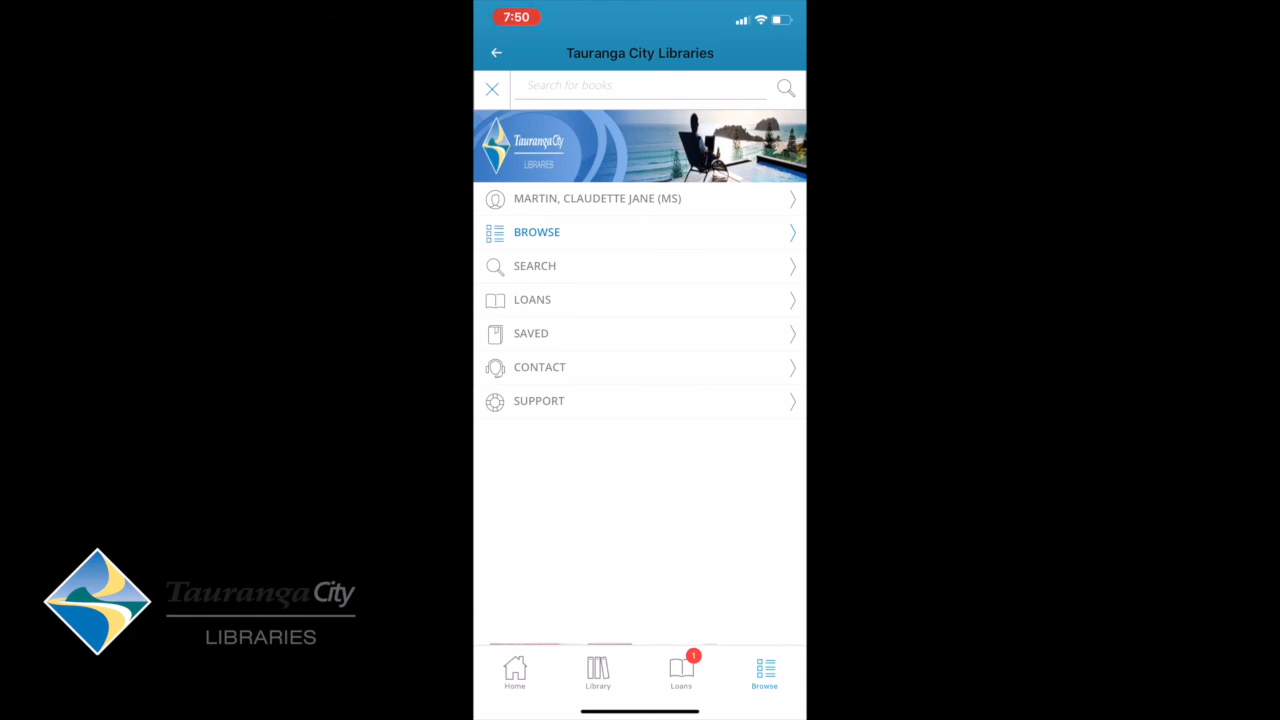 7:50
Tauranga City Libraries
Search for books
Tauranga City
LIBRARIES
MARTIN, CLAUDETTE JANE (MS)
BROWSE
SEARCH
LOANS
SAVED
CONTACT
SUPPORT
Tauranga City
LIBRARIES
1
Home
Library
Loans
Browse